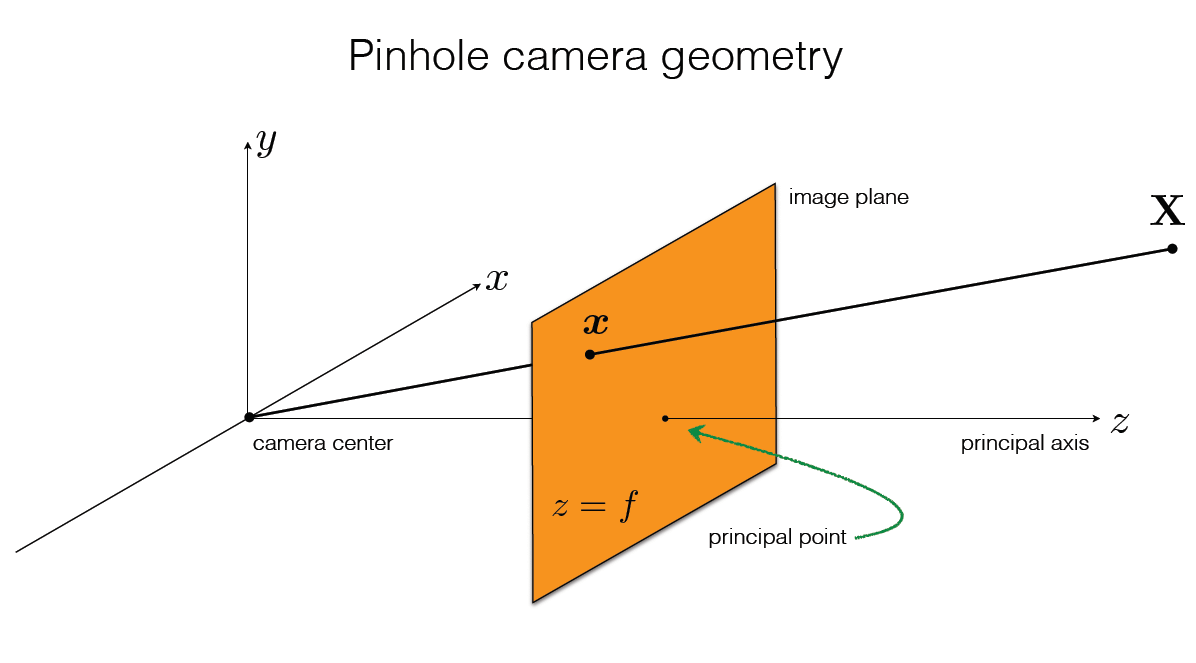 Pinhole camera geometry
y
image plane
X
x
x
camera center
z
principal axis
z = f
principal point